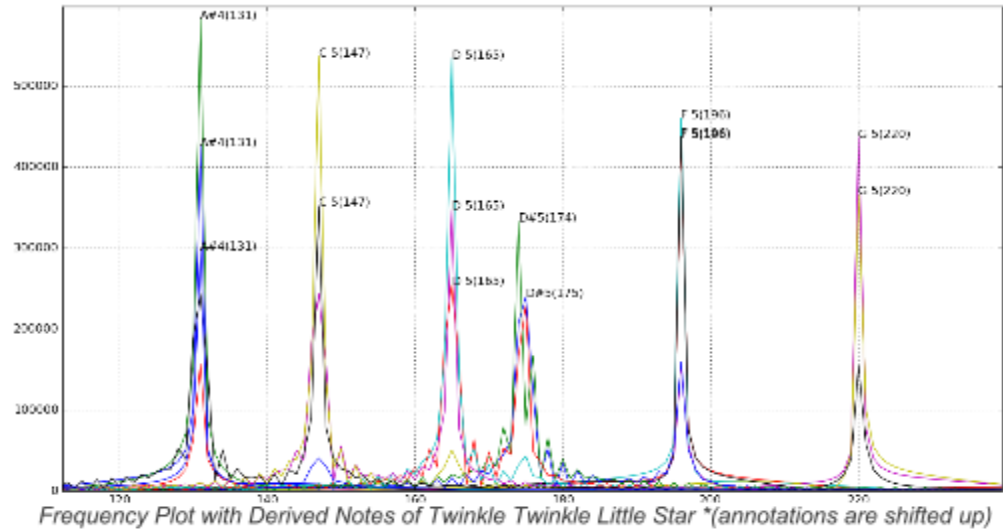 A#4(131)
C 5(147)
D 5(165)
500000
F 5(196)
F 5(196)
G 5(220)
A#4(131)
400000
C 5(147)
D 5(165)
D#5(174)
G 5(220)
A#4(131)
300000
D 5(165)
D#5(175)
200000
100000
0
120 140 160 180 200 220
Frequency Plot with Derived Notes of Twinkle Twinkle Little Star *(annotations are shifted up)